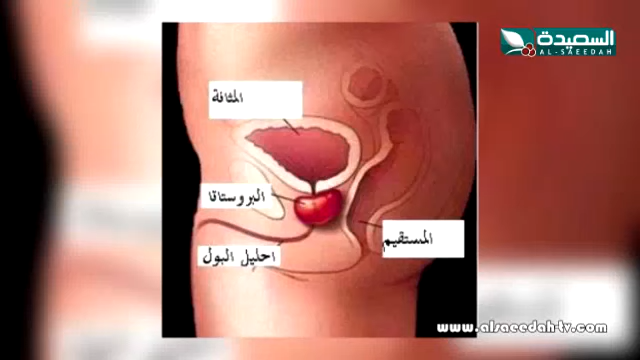 السعيدة
AL-SAEEDAH
المثانة
البروستاتا
المستقيم
احليل البول
www.alsaeedah-tv.com